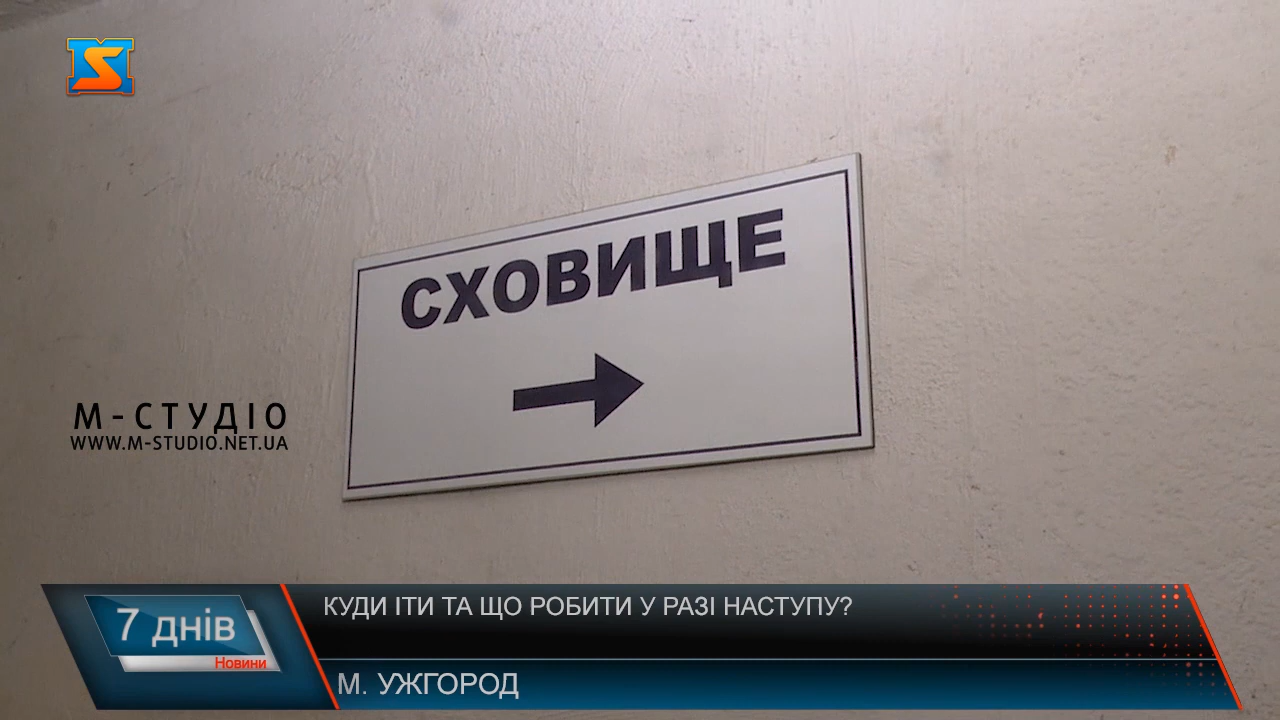 СХОВИЩЕ
М-СТУДІО
WWW.M-STUDIO.NET.UA
7 днів
Новини
КУДИ ІТИ ТА ЩО РОБИТИ У РАЗІ НАСТУПУ?
М. УЖГОРОД